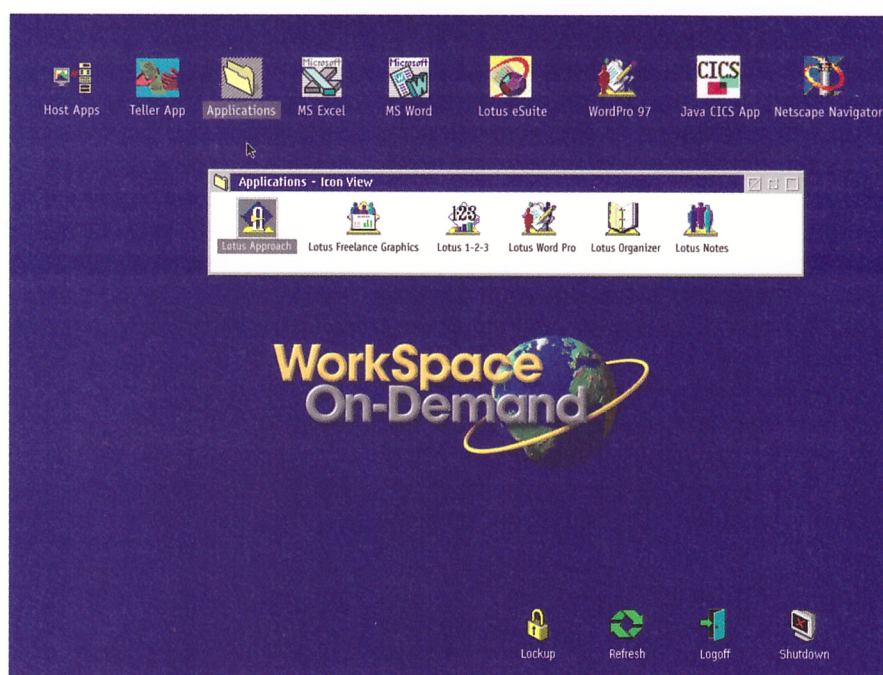 Microsoft
Microsoft
CICS
Host Apps
Teller App
Applications
MS Excel
MS Word
Lotus eSuite
WordPro 97
Java CICS App
Netscape Navigator
Applications - Icon View
123
Lotus Approach
Lotus Freelance Graphics
Lotus 1-2-3
Lotus Word Pro
Lotus Organizer
Lotus Notes
WorkSpace
On-Demand
Lockup
Refresh
Logoff
Shutdown